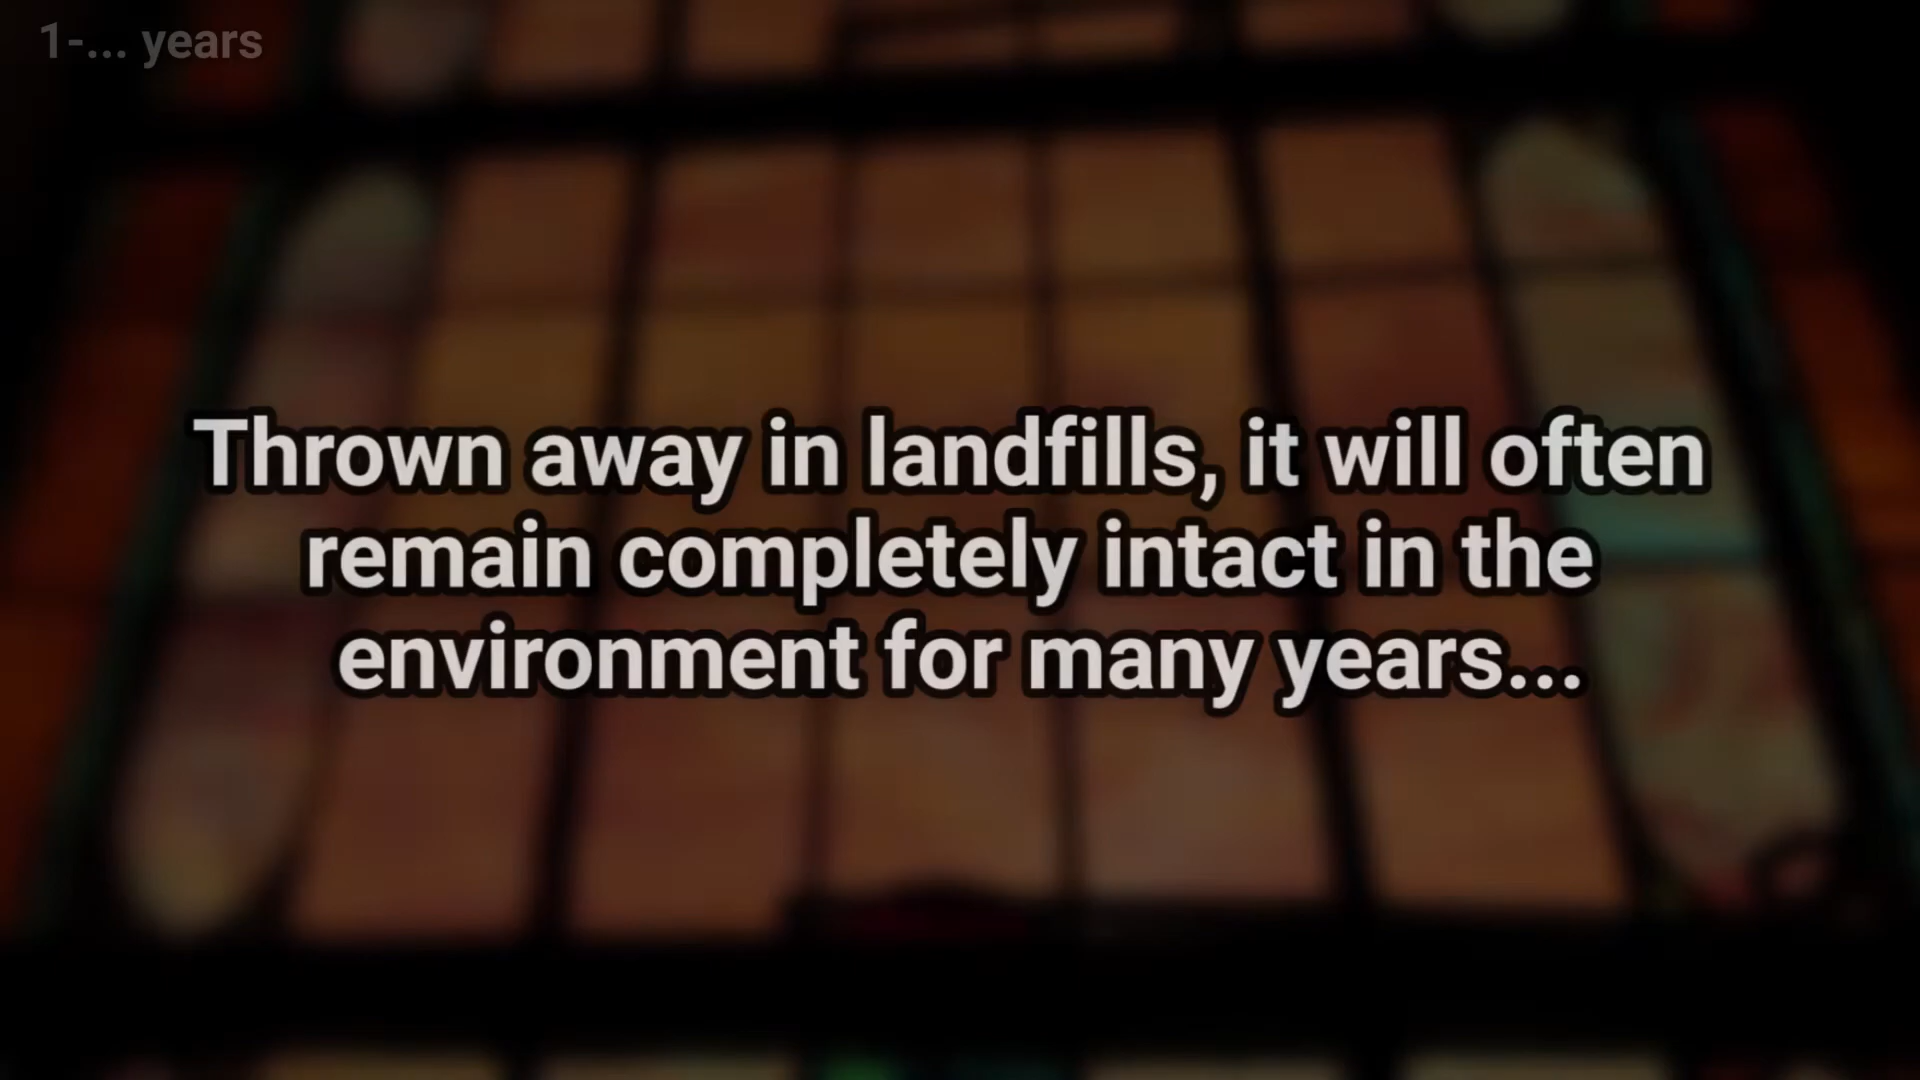 1-... years
Thrown away in landfills, it will often
remain completely intact in the
environment for many years...